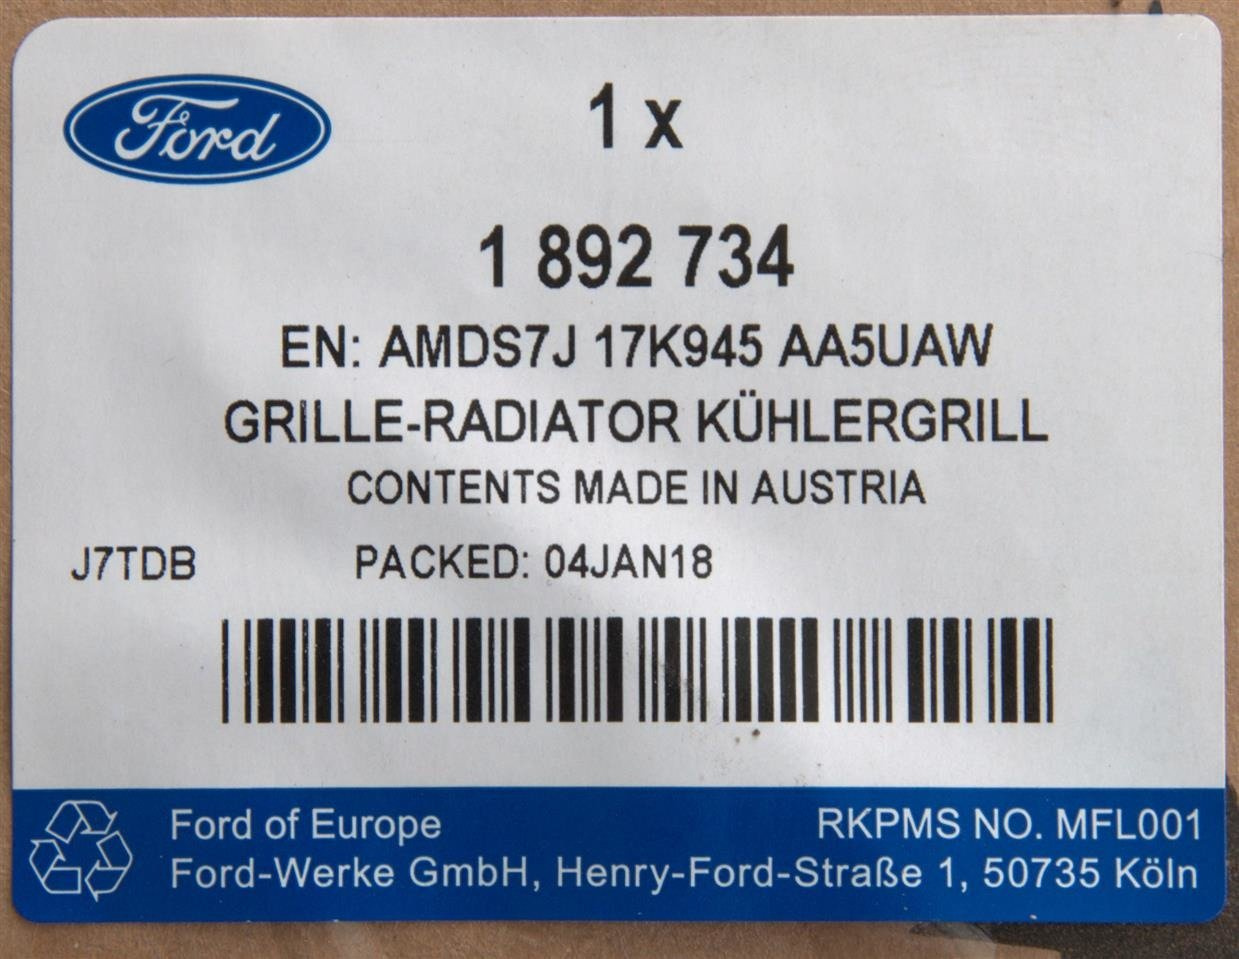 Ford
1 x
1 892 734
EN: AMDS7J 17K945 AA5UAW
GRILLE-RADIATOR KÜHLERGRILL
CONTENTS MADE IN AUSTRIA
J7TDB PACKED: 04JAN18
Ford of Europe RKPMS NO. MFL001
Ford-Werke GmbH, Henry-Ford-Straße 1, 50735 Köln